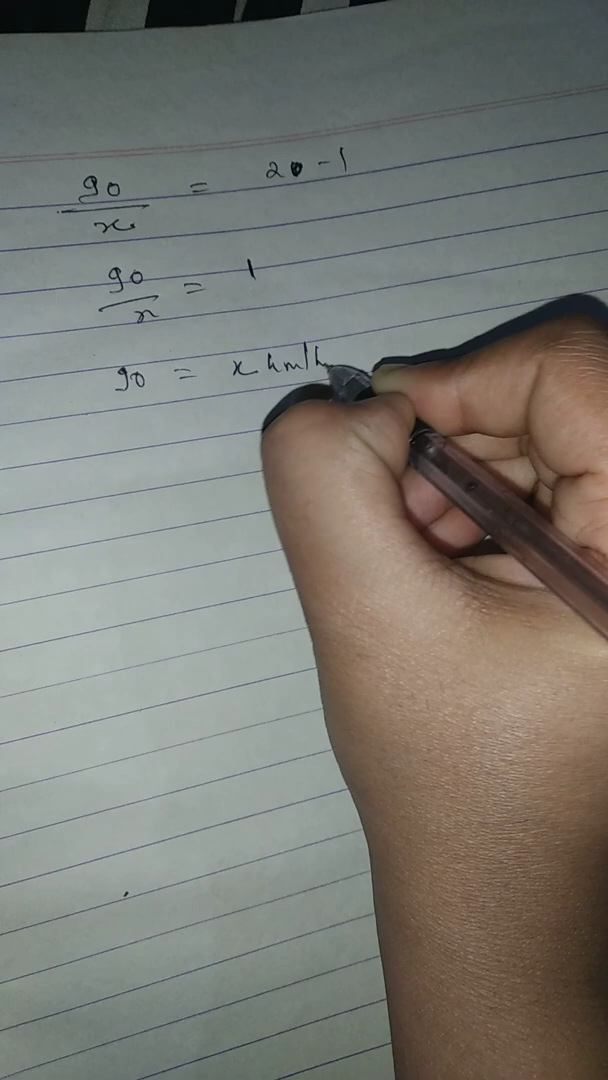 90/x = 20 - 1
90/x = 1
90 = x km/h